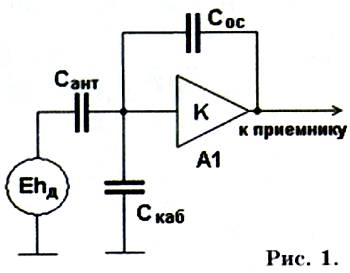 Cос
Cант
K
к приемнику
A1
Ehд
Cкаб
Рис. 1.